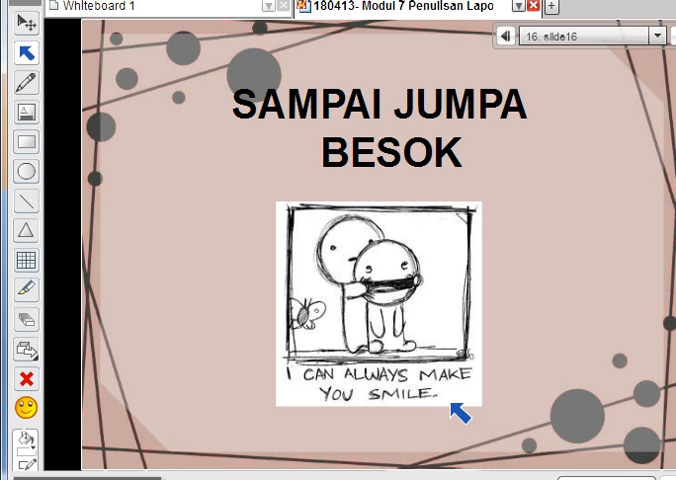 Whiteboard 1
180413- Modul 7 Penulisan Lapo
16. slide16
SAMPAI JUMPA
BESOK
I CAN ALWAYS MAKE
YOU SMILE.